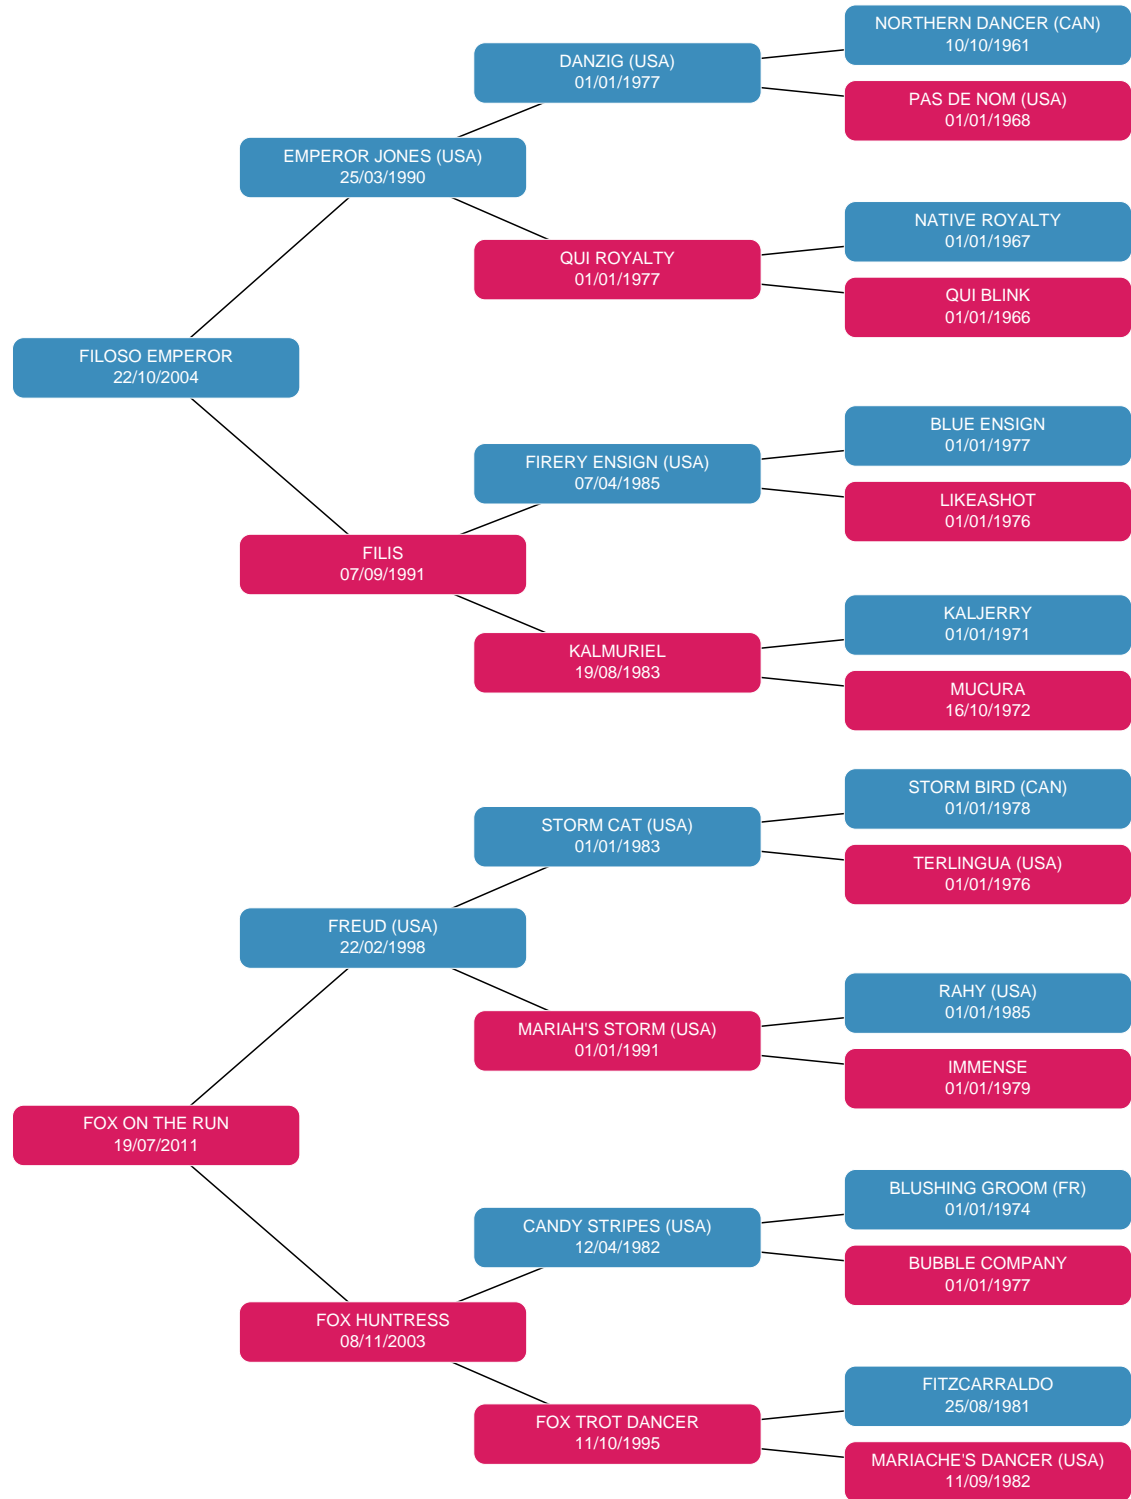 NORTHERN DANCER (CAN)
10/10/1961
DANZIG (USA)
01/01/1977
PAS DE NOM (USA)
01/01/1968
EMPEROR JONES (USA)
25/03/1990
NATIVE ROYALTY
01/01/1967
QUI ROYALTY
01/01/1977
QUI BLINK
01/01/1966
FILOSO EMPEROR
22/10/2004
BLUE ENSIGN
01/01/1977
FIRERY ENSIGN (USA)
07/04/1985
LIKEASHOT
01/01/1976
FILIS
07/09/1991
KALJERRY
01/01/1971
KALMURIEL
19/08/1983
MUCURA
16/10/1972
STORM BIRD (CAN)
01/01/1978
STORM CAT (USA)
01/01/1983
TERLINGUA (USA)
01/01/1976
FREUD (USA)
22/02/1998
RAHY (USA)
01/01/1985
MARIAH'S STORM (USA)
01/01/1991
IMMENSE
01/01/1979
FOX ON THE RUN
19/07/2011
BLUSHING GROOM (FR)
01/01/1974
CANDY STRIPES (USA)
12/04/1982
BUBBLE COMPANY
01/01/1977
FOX HUNTRESS
08/11/2003
FITZCARRALDO
25/08/1981
FOX TROT DANCER
11/10/1995
MARIACHE'S DANCER (USA)
11/09/1982